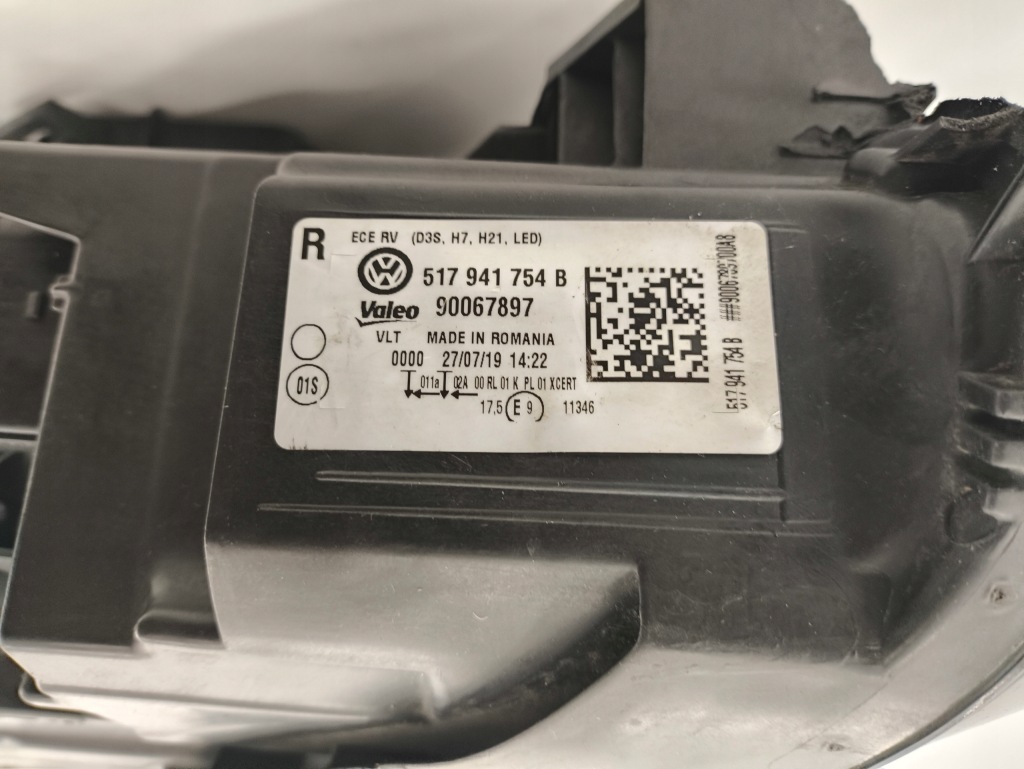 R ECE RV (D3S, H7, H21, LED)
517 941 754 B
Valeo 90067897
VLT MADE IN ROMANIA
0000 27/07/19 14:22
01S
011a 02A 00 RL 01 K PL 01 XCERT
17,5 E 9 11346
517 941 754 B